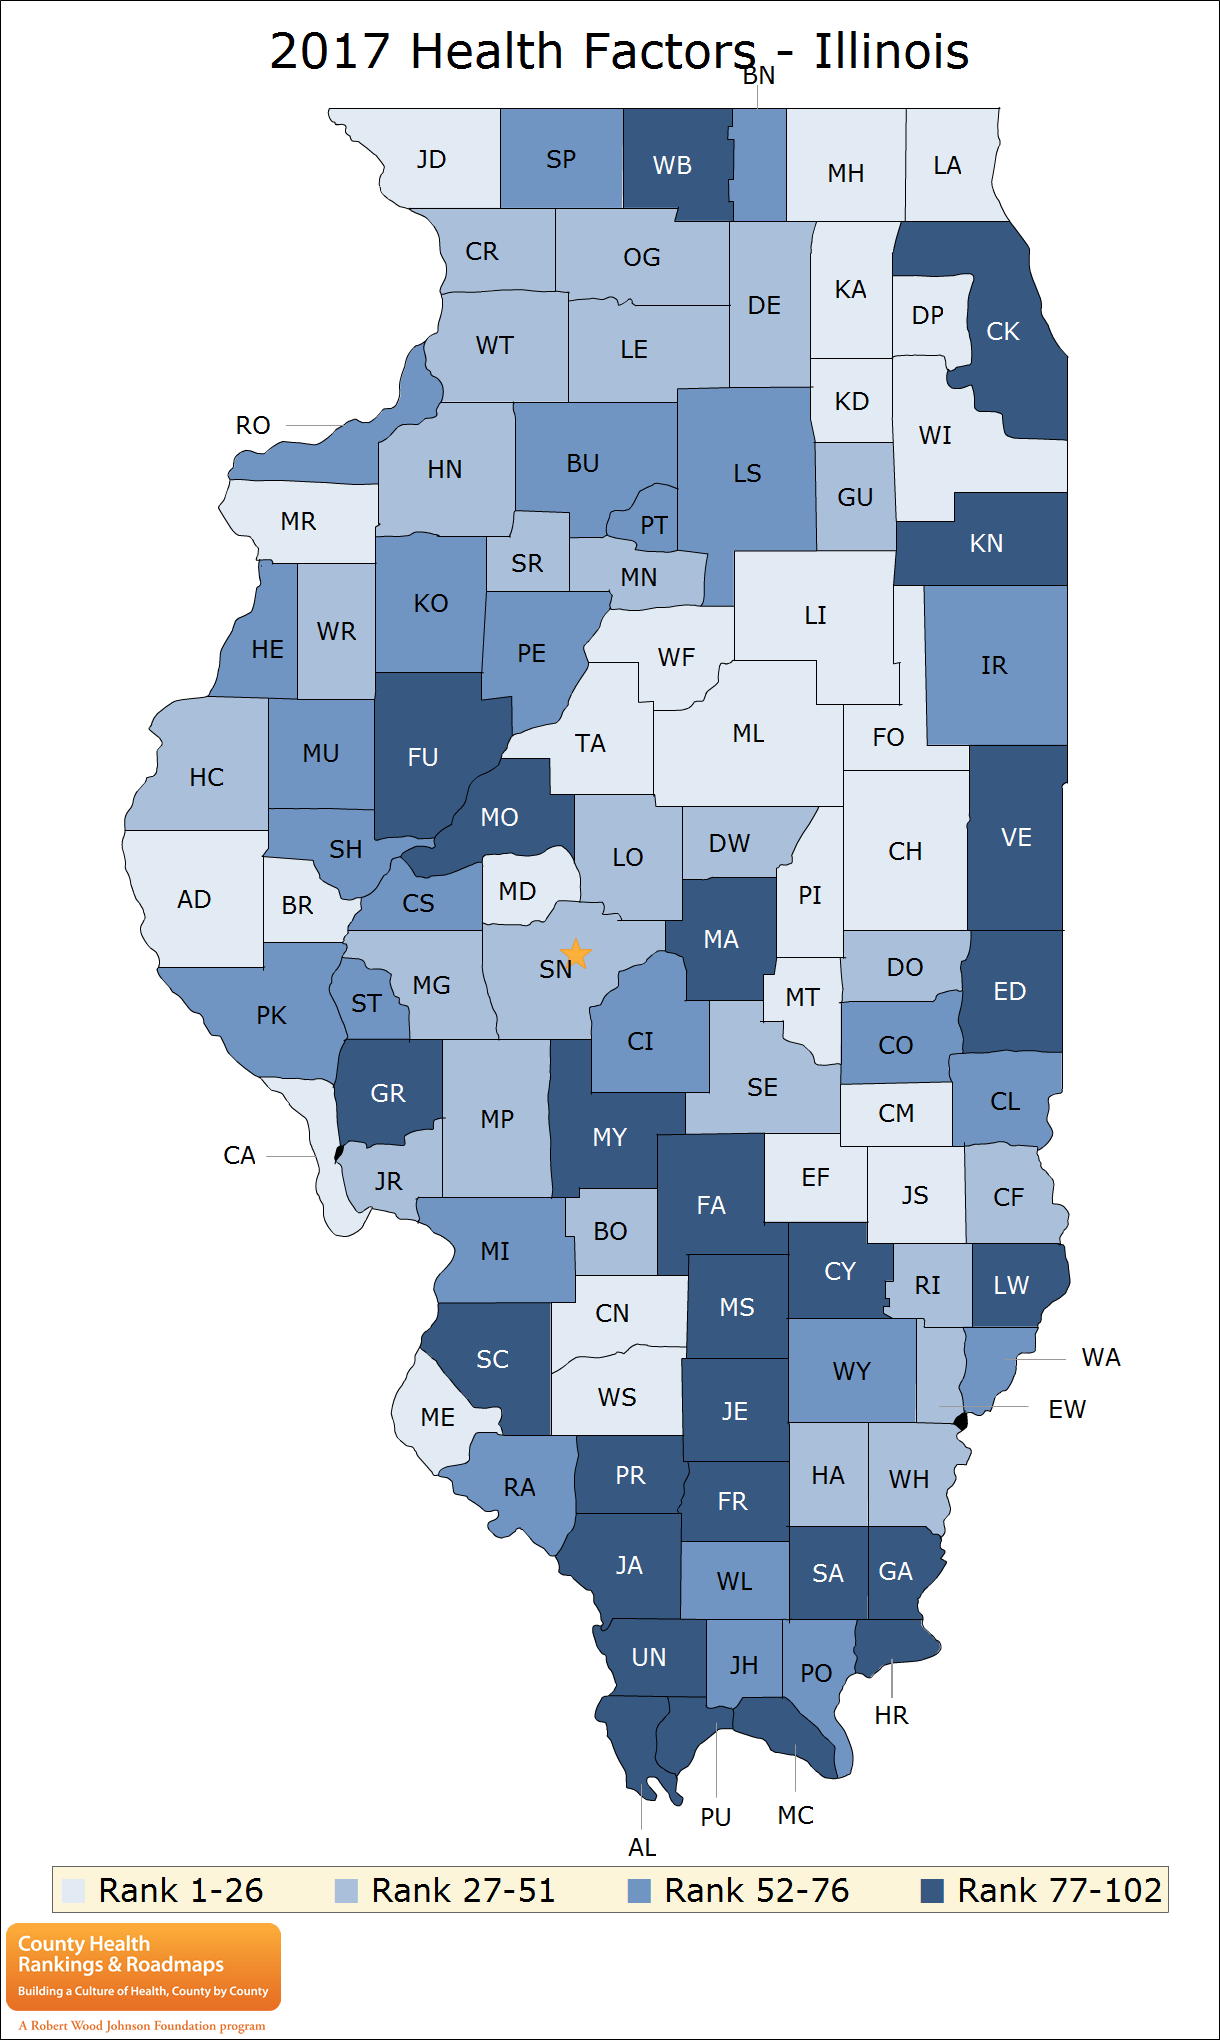 2017 Health Factors - Illinois
BN
JD
SP
WB
MH
LA
CR
OG
DE
KA
DP
CK
WT
LE
KD
RO
WI
HN
BU
LS
GU
MR
PT
KN
SR
MN
KO
WR
HE
LI
PE
WF
IR
TA
ML
FO
HC
MU
FU
MO
VE
SH
LO
DW
CH
AD
BR
CS
MD
PI
MA
SN
MG
DO
ED
PK
ST
MT
CI
CO
GR
SE
CL
MP
CM
MY
CA
JR
EF
JS
CF
FA
BO
MI
CY
RI
LW
CN
MS
SC
WY
WA
WS
ME
JE
EW
RA
PR
FR
HA
WH
JA
WL
SA
GA
UN
JH
PO
HR
PU
MC
AL
Rank 1-26 Rank 27-51 Rank 52-76 Rank 77-102
County Health
Rankings & Roadmaps
Building a Culture of Health, County by County
A Robert Wood Johnson Foundation program